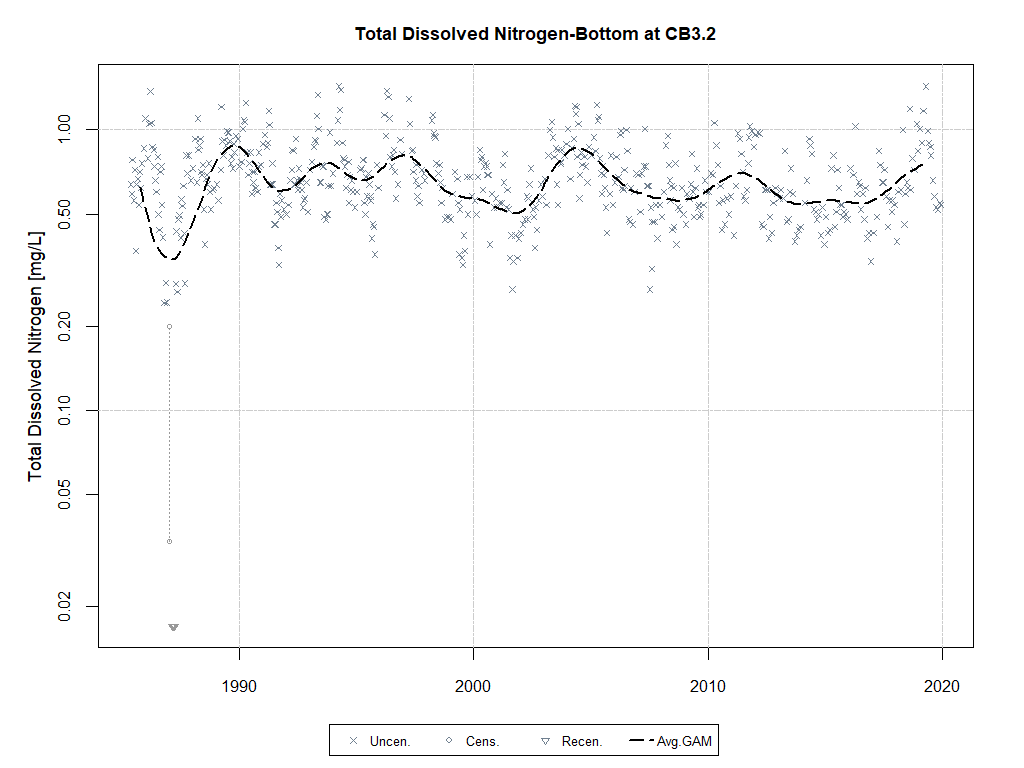 Total Dissolved Nitrogen-Bottom at CB3.2
Total Dissolved Nitrogen [mg/L]
1.00
0.50
0.20
0.10
0.05
0.02
1990 2000 2010 2020
Uncen. Cens. Recen. Avg.GAM